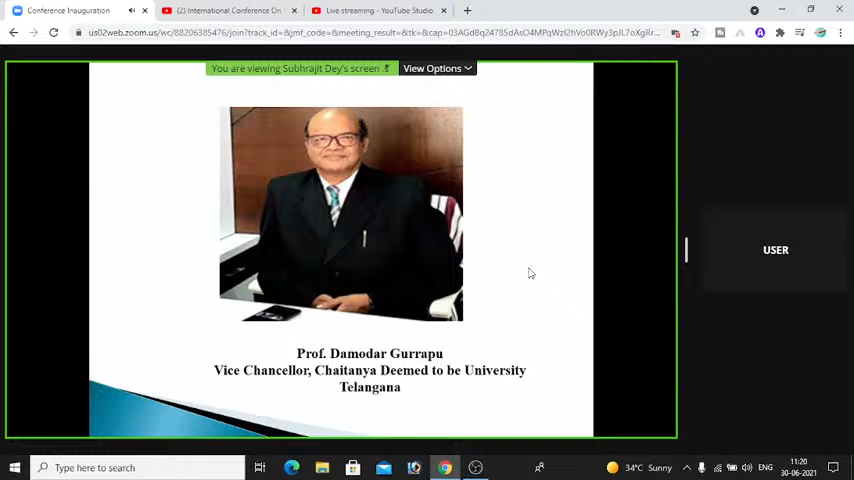 Conference Inauguration
(2) International Conference On
Live streaming - YouTube Studio
You are viewing Subhrajit Dey's screen
View Options
USER
Prof. Damodar Gurrapu
Vice Chancellor, Chaitanya Deemed to be University
Telangana
Type here to search
34°C Sunny
ENG
11:20
30-06-2021